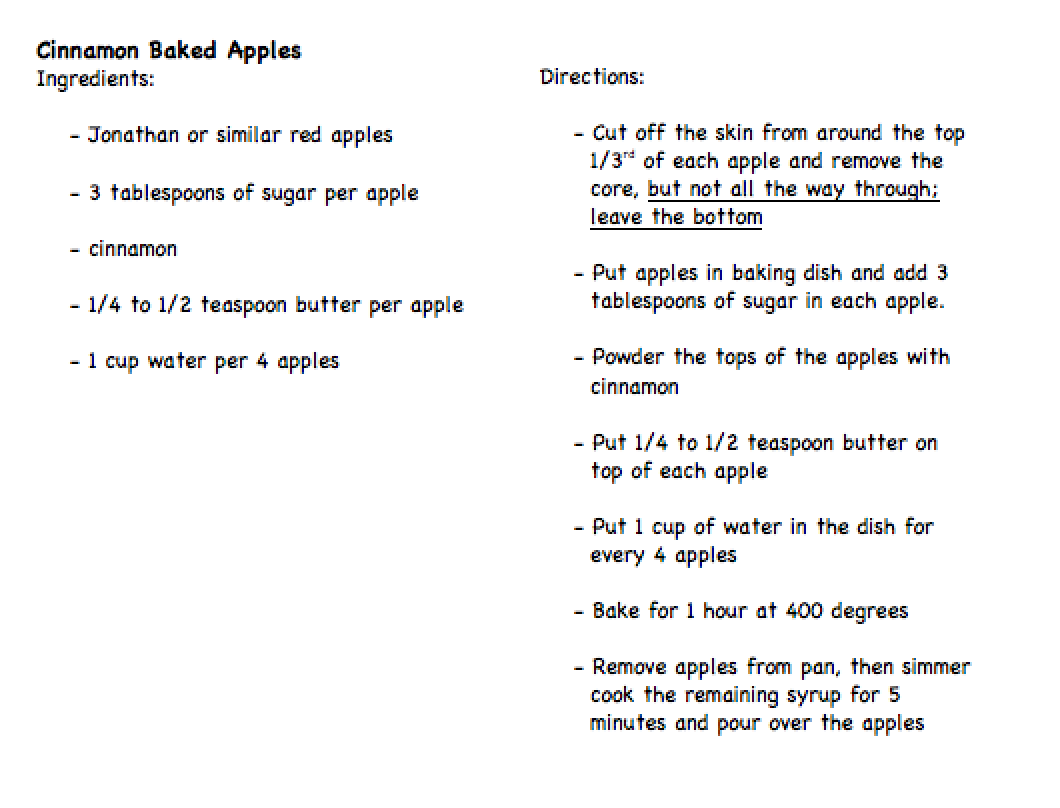 Cinnamon Baked Apples
Ingredients:
- Jonathan or similar red apples
- 3 tablespoons of sugar per apple
- cinnamon
- 1/4 to 1/2 teaspoon butter per apple
- 1 cup water per 4 apples
Directions:
- Cut off the skin from around the top
1/3rd of each apple and remove the
core, but not all the way through;
leave the bottom
- Put apples in baking dish and add 3
tablespoons of sugar in each apple.
- Powder the tops of the apples with
cinnamon
- Put 1/4 to 1/2 teaspoon butter on
top of each apple
- Put 1 cup of water in the dish for
every 4 apples
- Bake for 1 hour at 400 degrees
- Remove apples from pan, then simmer
cook the remaining syrup for 5
minutes and pour over the apples